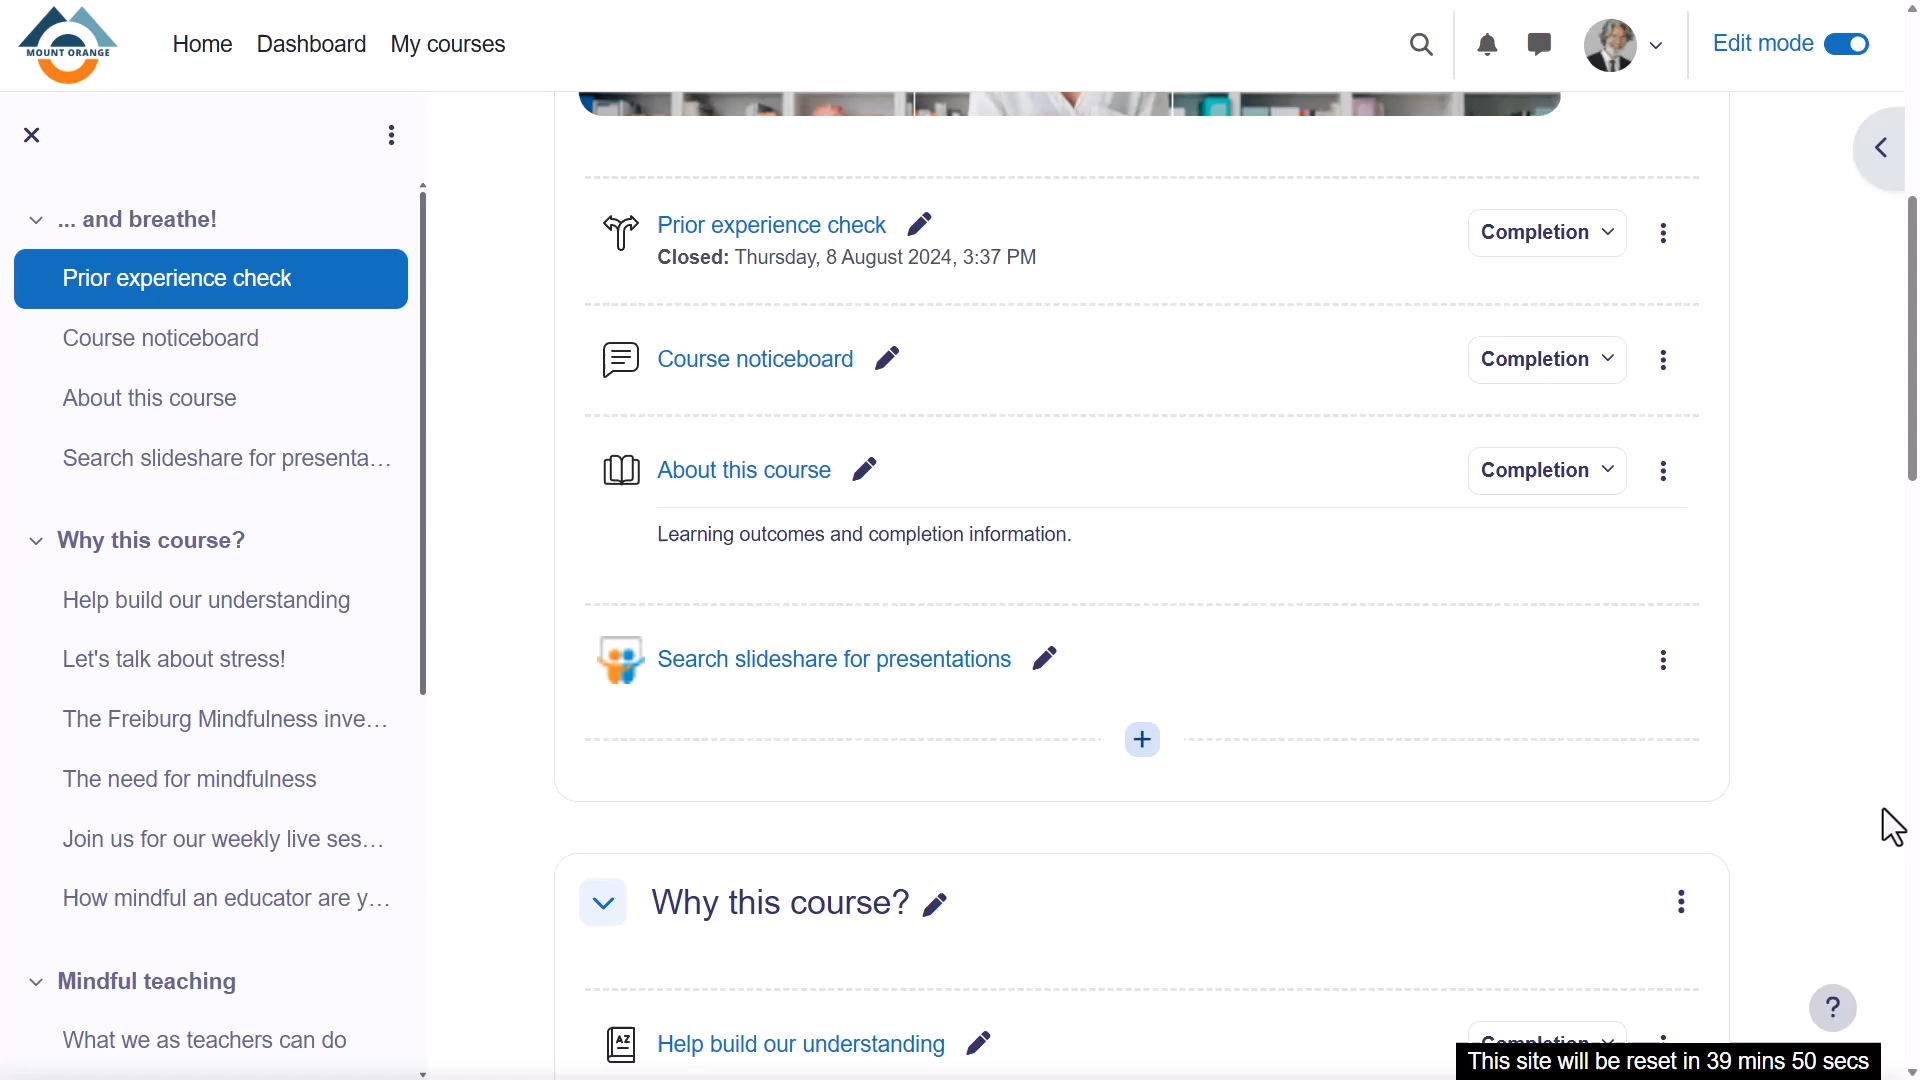 MOUNT ORANGE
Home
Dashboard
My courses
Edit mode
... and breathe!
Prior experience check
Course noticeboard
About this course
Search slideshare for presenta...
Why this course?
Help build our understanding
Let's talk about stress!
The Freiburg Mindfulness inve...
The need for mindfulness
Join us for our weekly live ses...
How mindful an educator are y...
Mindful teaching
What we as teachers can do
Prior experience check
Completion
Closed: Thursday, 8 August 2024, 3:37 PM
Course noticeboard
Completion
About this course
Completion
Learning outcomes and completion information.
Search slideshare for presentations
+
Why this course?
?
AZ
Help build our understanding
Completion
This site will be reset in 39 mins 50 secs